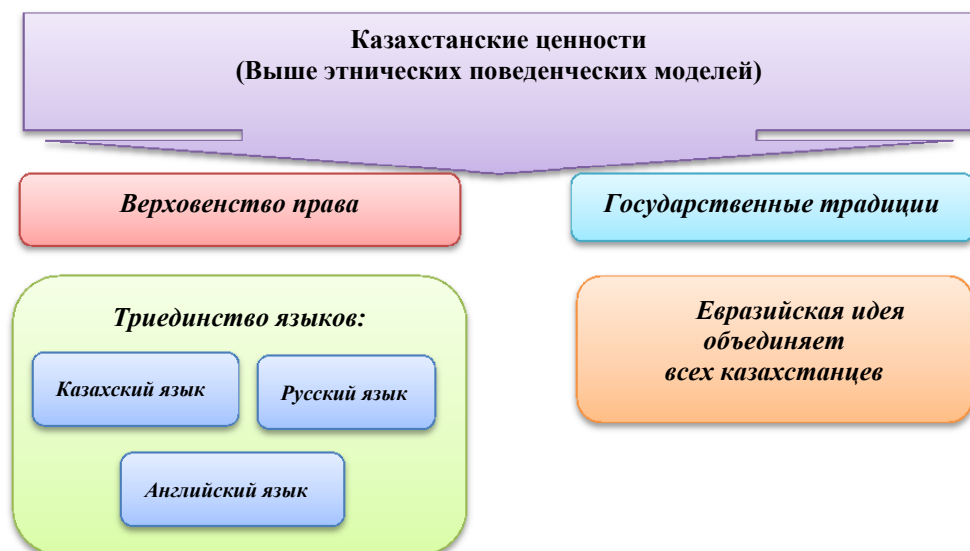 Казахстанские ценности
(Выше этнических поведенческих моделей)
Верховенство права
Государственные традиции
Триединство языков:
Казахский язык
Русский язык
Английский язык
Евразийская идея
объединяет
всех казахстанцев